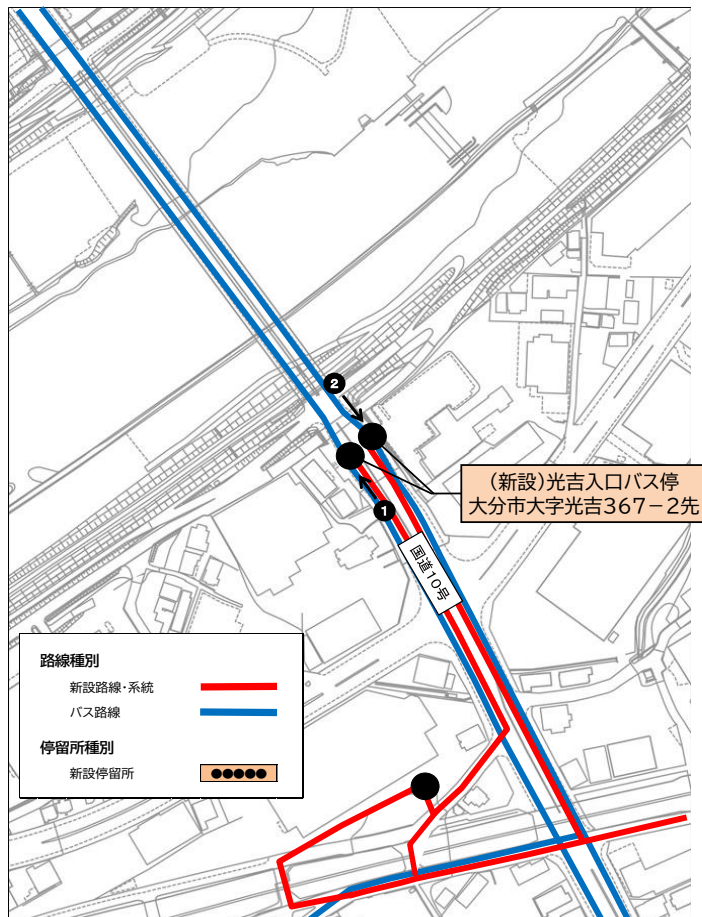 ❷
(新設)光吉入口バス停
大分市大字光吉367-2先
❶
国道10号
路線種別
新設路線・系統
バス路線
停留所種別
新設停留所
●●●●●